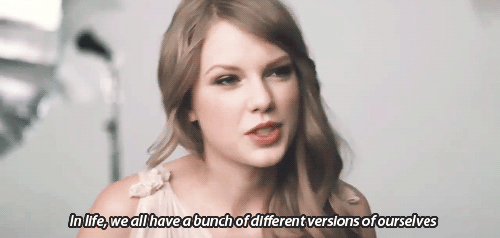 In life, we all have a bunch of different versions of ourselves